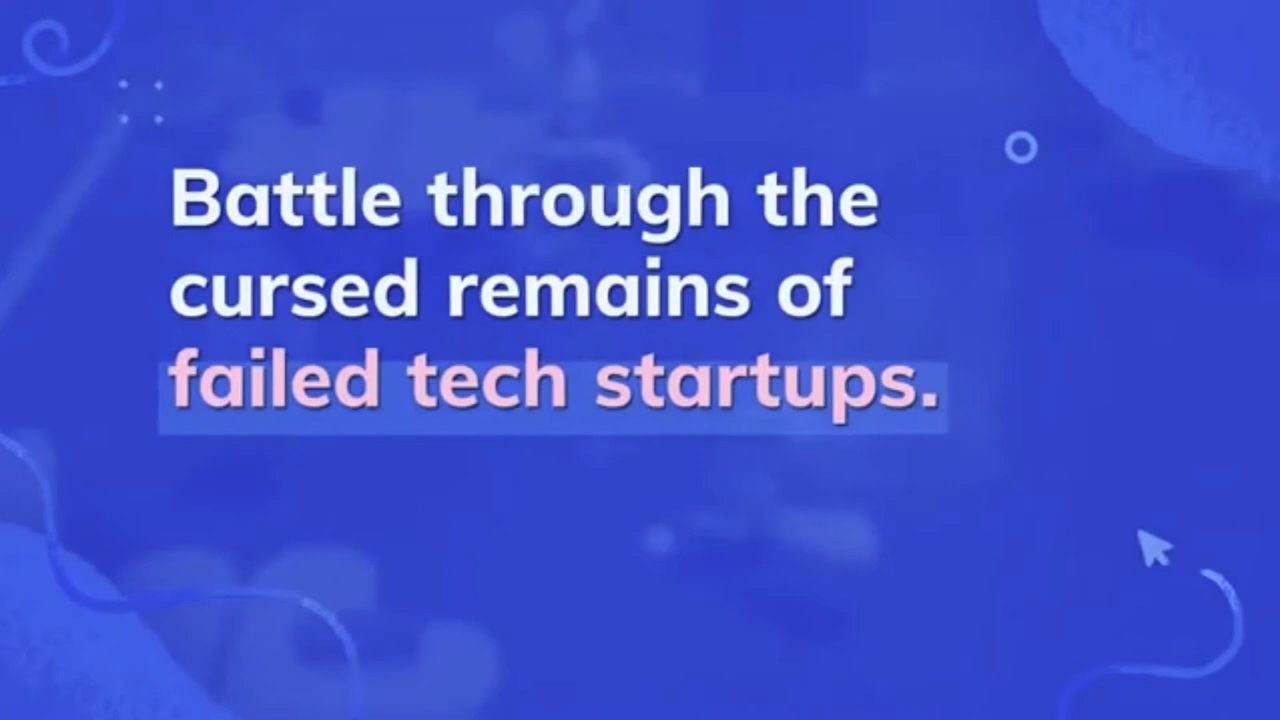 Battle through the
cursed remains of
failed tech startups.